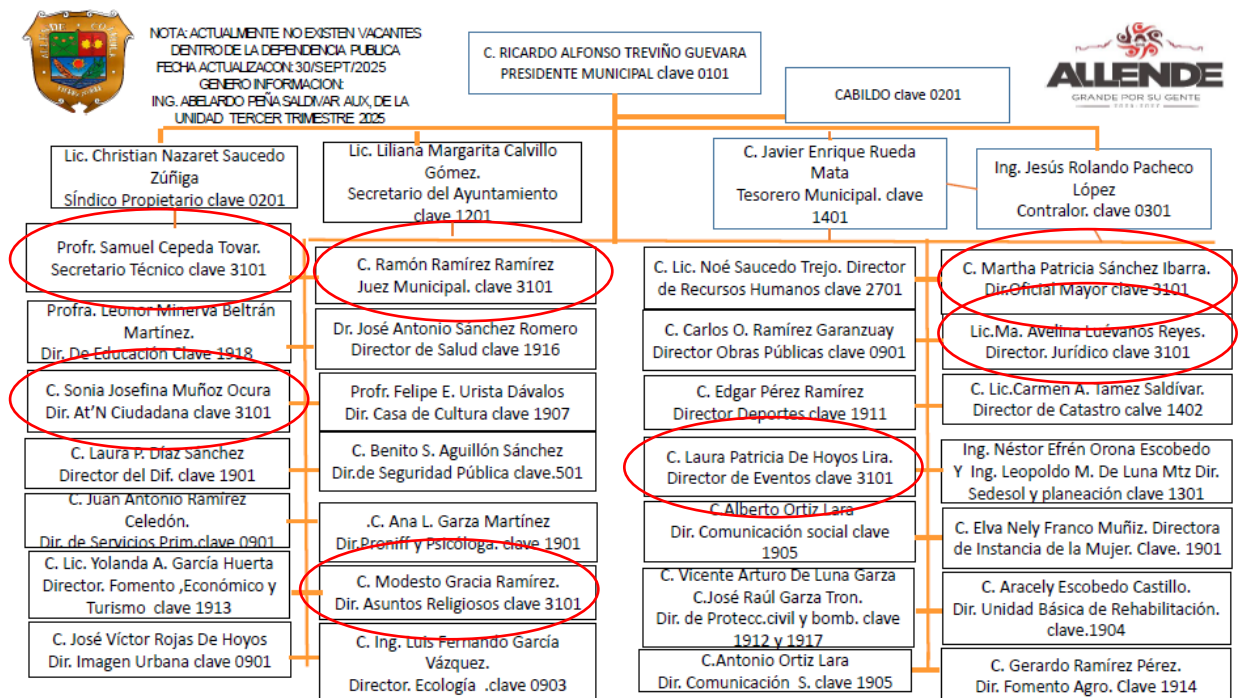 NOTA: ACTUALMENTE NO EXISTEN VACANTES
DENTRO DE LA DEPENDENCIA PUBLICA
FECHA ACTUALIZACON: 30/SEPT/2025
GENERO INFORMACION:
ING. ABELARDO PEÑA SALDIVAR AUX, DE LA
UNIDAD TERCER TRIMESTRE 2025
C. RICARDO ALFONSO TREVIÑO GUEVARA
PRESIDENTE MUNICIPAL clave 0101
CABILDO clave 0201
ALLENDE
GRANDE POR SU GENTE
Lic. Christian Nazaret Saucedo
Zúñiga
SÍndico Propietario clave 0201
Lic. Liliana Margarita Calvillo
Gómez.
Secretario del Ayuntamiento
clave 1201
C. Javier Enrique Rueda
Mata
Tesorero Municipal. clave
1401
Ing. Jesús Rolando Pacheco
López
Contralor. clave 0301
Profr. Samuel Cepeda Tovar.
Secretario Técnico clave 3101
C. Ramón Ramírez Ramírez
Juez Municipal. clave 3101
C. Lic. Noé Saucedo Trejo. Director
de Recursos Humanos clave 2701
C. Martha Patricia Sánchez Ibarra.
Dir.Oficial Mayor clave 3101
Profra. Leonor Minerva Beltrán
Martínez.
Dir. De Educación Clave 1918
Dr. José Antonio Sánchez Romero
Director de Salud clave 1916
C. Carlos O. Ramírez Garanzuay
Director Obras Públicas clave 0901
Lic.Ma. Avelina Luévanos Reyes.
Director. Jurídico clave 3101
C. Sonia Josefina Muñoz Ocura
Dir. At’N Ciudadana clave 3101
Profr. Felipe E. Urista Dávalos
Dir. Casa de Cultura clave 1907
C. Edgar Pérez Ramírez
Director Deportes clave 1911
C. Lic.Carmen A. Tamez Saldívar.
Director de Catastro calve 1402
C. Laura P. Díaz Sánchez
Director del Dif. clave 1901
C. Benito S. Aguillón Sánchez
Dir.de Seguridad Pública clave.501
C. Laura Patricia De Hoyos Lira.
Director de Eventos clave 3101
Ing. Néstor Efrén Orona Escobedo
Y Ing. Leopoldo M. De Luna Mtz Dir.
Sedesol y planeación clave 1301
C. Juan Antonio Ramírez
Celedón.
Dir. de Servicios Prim.clave 0901
.C. Ana L. Garza Martínez
Dir.Proniff y Psicóloga. clave 1901
C.Alberto Ortiz Lara
Dir. Comunicación social clave
1905
C. Elva Nely Franco Muñiz. Directora
de Instancia de la Mujer. Clave. 1901
C. Lic. Yolanda A. García Huerta
Director. Fomento ,Económico y
Turismo clave 1913
C. Modesto Gracia Ramírez.
Dir. Asuntos Religiosos clave 3101
C. Vicente Arturo De Luna Garza
C.José Raúl Garza Tron.
Dir. de Protecc.civil y bomb. clave
1912 y 1917
C. Aracely Escobedo Castillo.
Dir. Unidad Básica de Rehabilitación.
clave.1904
C. José Víctor Rojas De Hoyos
Dir. Imagen Urbana clave 0901
C. Ing. Luis Fernando García
Vázquez.
Director. Ecología .clave 0903
C.Antonio Ortiz Lara
Dir. Comunicación S. clave 1905
C. Gerardo Ramírez Pérez.
Dir. Fomento Agro. Clave 1914